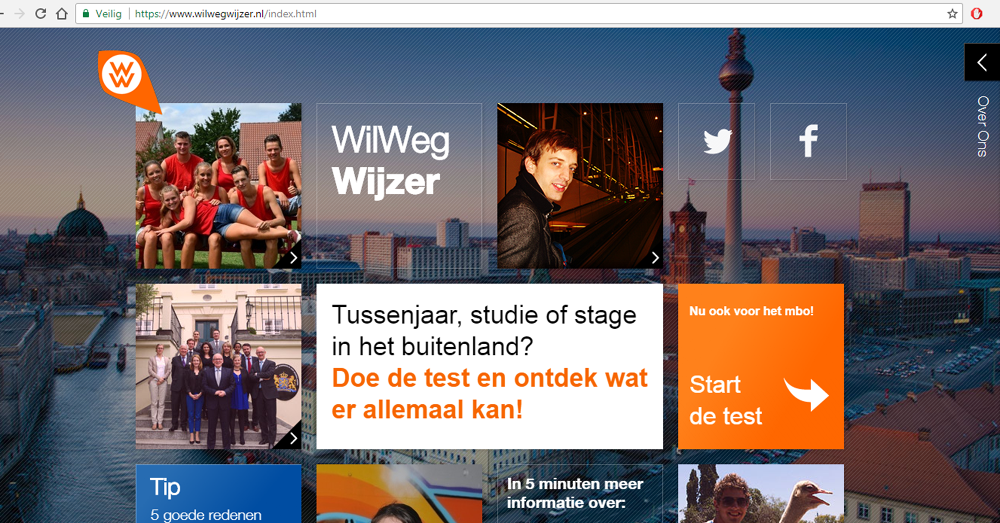 Veilig https://www.wilwegwijzer.nl/index.html
WW
Over Ons
WilWeg
Wijzer
f
Tussenjaar, studie of stage
in het buitenland?
Doe de test en ontdek wat
er allemaal kan!
Nu ook voor het mbo!
Start
de test
Tip
5 goede redenen
In 5 minuten meer
informatie over: